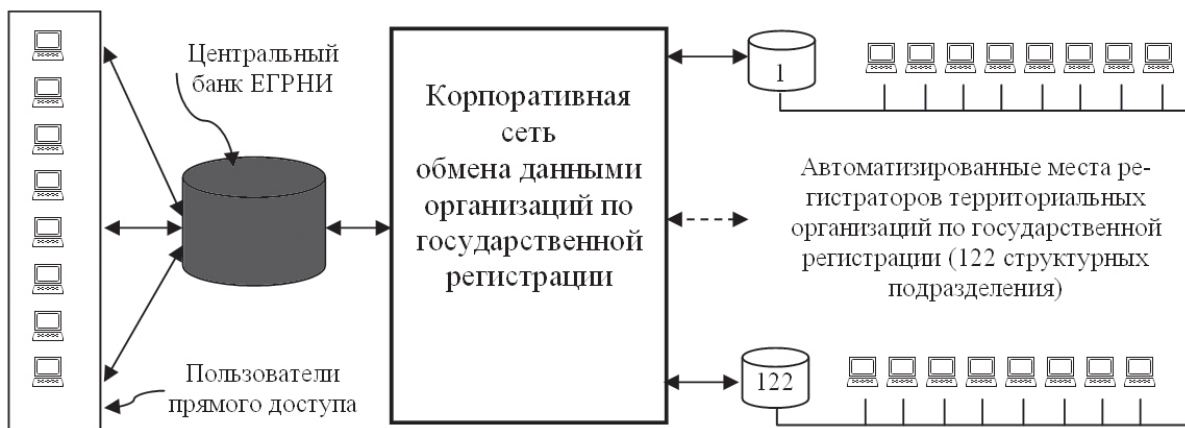 Центральный
банк ЕГРНИ
Пользователи
прямого доступа
Корпоративная
сеть
обмена данными
организаций по
государственной
регистрации
1
Автоматизированные места ре-
гистраторов территориальных
организаций по государственной
регистрации (122 структурных
подразделения)
122